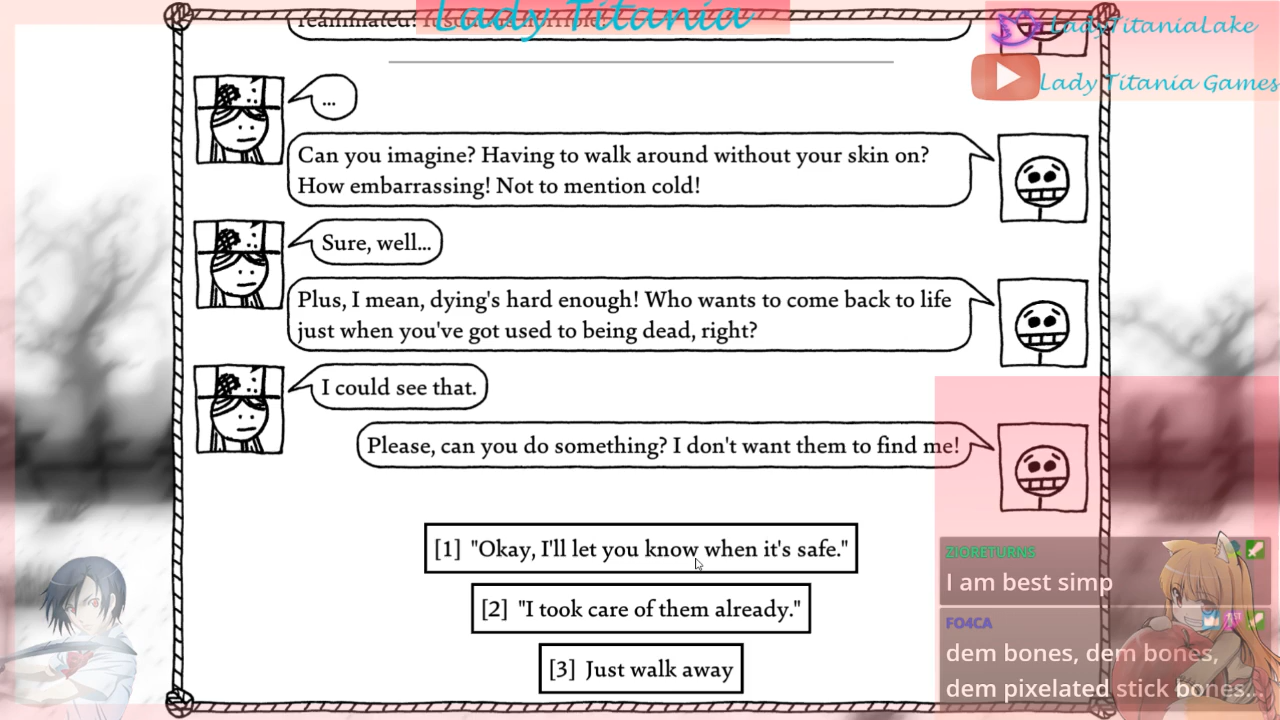 Lady Titania
LadyTitaniaLake
Lady Titania Games
...
Can you imagine? Having to walk around without your skin on?
How embarrassing! Not to mention cold!
Sure, well...
Plus, I mean, dying's hard enough! Who wants to come back to life
just when you've got used to being dead, right?
I could see that.
Please, can you do something? I don't want them to find me!
[1] "Okay, I'll let you know when it's safe."
[2] "I took care of them already."
[3] Just walk away
ZIORETURNS
I am best simp
FO4CA
dem bones, dem bones,
dem pixelated stick bones...